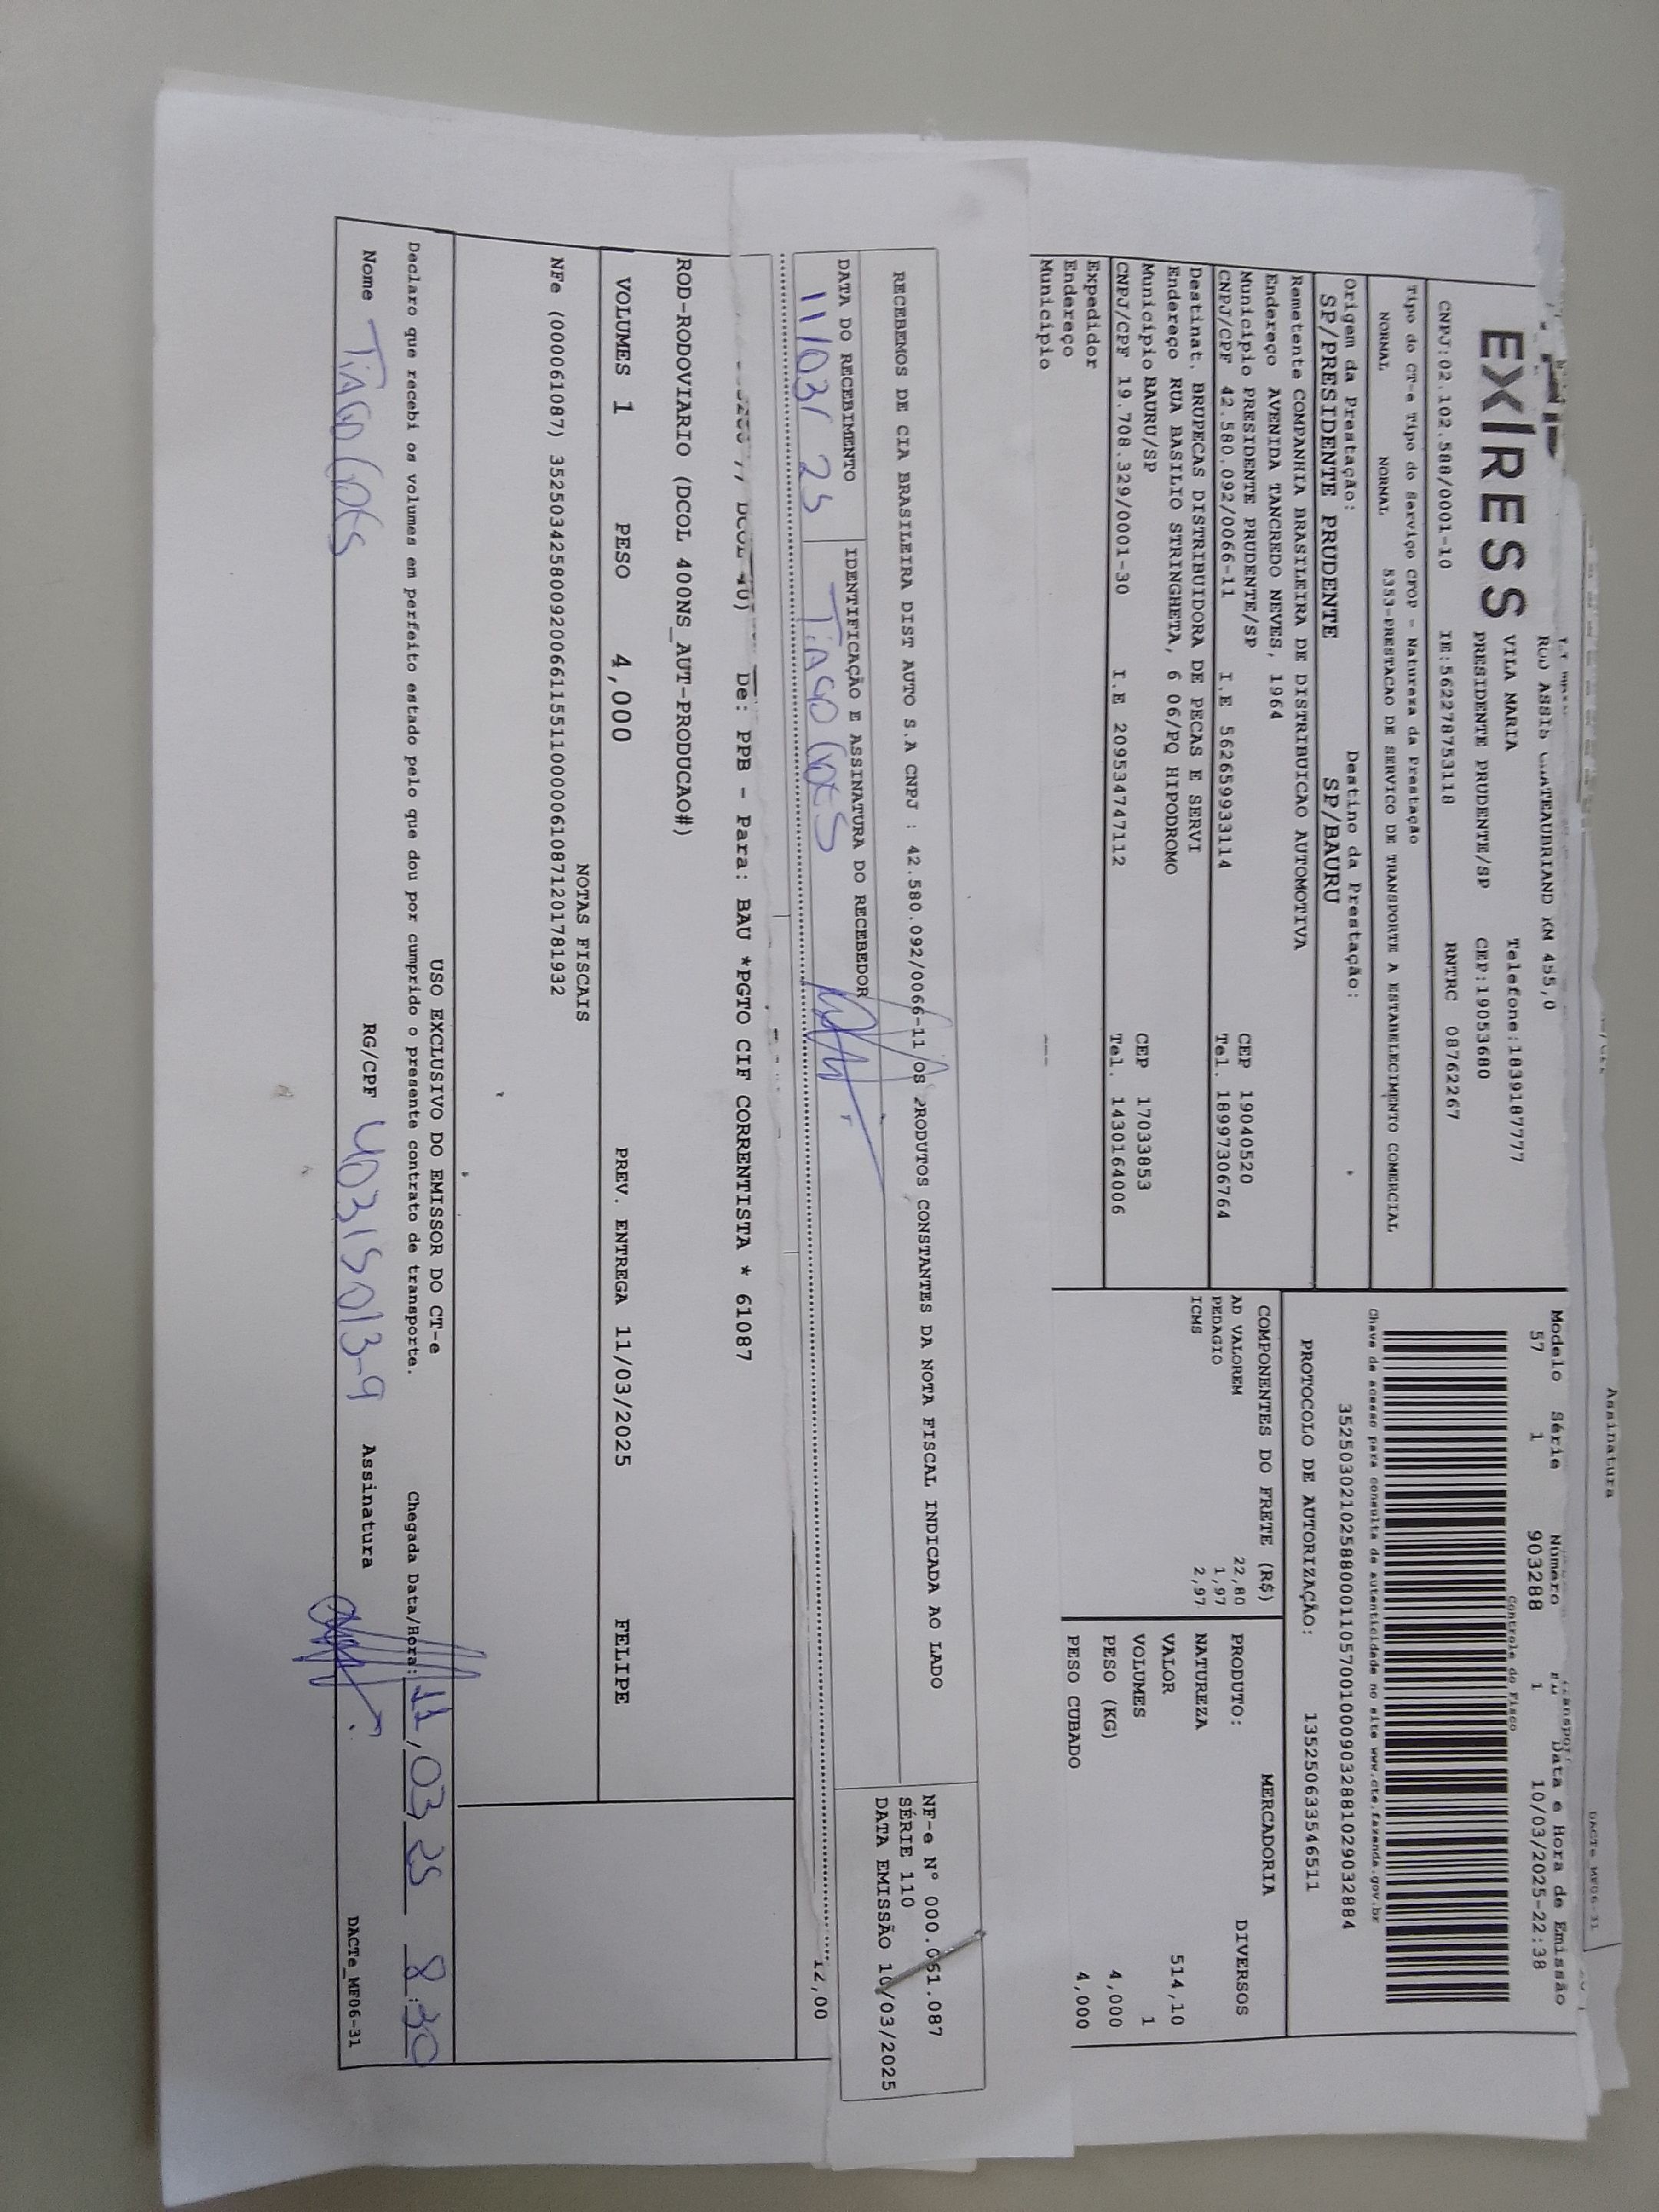 Assinatura
DACTe_MF06-31
EXPRESS
ROD ASSIS CHATEAUBRIAND KM 455,0
VILA MARIA Telefone:1839187777
PRESIDENTE PRUDENTE/SP CEP:19053680
CNPJ:02.102.588/0001-10 IE:562278753118 RNTRC 08762267
Modelo Série Número Data e Hora de Emissão
57 1 903288 1 10/03/2025-22:38
Controle do Fisco
Tipo do CT-e Tipo do Serviço CFOP - Natureza da Prestação
NORMAL NORMAL 5353-PRESTACAO DE SERVICO DE TRANSPORTE A ESTABELECIMENTO COMERCIAL
Chave de acesso para consulta de autenticidade no site www.cte.fazenda.gov.br
35250302102588000110570010009032881029032884
Origem da Prestação: Destino da Prestação:
SP/PRESIDENTE PRUDENTE SP/BAURU
PROTOCOLO DE AUTORIZAÇÃO: 135250633546511
Remetente COMPANHIA BRASILEIRA DE DISTRIBUICAO AUTOMOTIVA
Endereço AVENIDA TANCREDO NEVES, 1964
Município PRESIDENTE PRUDENTE/SP CEP 19040520
CNPJ/CPF 42.580.092/0066-11 I.E 562659933114 Tel. 18997306764
Destinat. BRUPECAS DISTRIBUIDORA DE PECAS E SERVI
Endereço RUA BASILIO STRINGHETA, 6 06/PQ HIPODROMO
Município BAURU/SP CEP 17033853
CNPJ/CPF 19.708.329/0001-30 I.E 209534747112 Tel. 1430164006
Expedidor
Endereço
Município
COMPONENTES DO FRETE (R$)
AD VALOREM 22,80
PEDAGIO 1,97
ICMS 2,97
MERCADORIA
PRODUTO: DIVERSOS
NATUREZA
VALOR 514,10
VOLUMES 1
PESO (KG) 4,000
PESO CUBADO 4,000
RECEBEMOS DE CIA BRASILEIRA DIST AUTO S.A CNPJ : 42.580.092/0066-11 OS PRODUTOS CONSTANTES DA NOTA FISCAL INDICADA AO LADO
NF-e Nº 000.061.087
SÉRIE 110
DATA EMISSÃO 10/03/2025
DATA DO RECEBIMENTO IDENTIFICAÇÃO E ASSINATURA DO RECEBEDOR
11/03/25 TIAGO GOES
12,00
De: PPB - Para: BAU *PGTO CIF CORRENTISTA * 61087
ROD-RODOVIARIO (DCOL 400NS_AUT-PRODUCAO#)
VOLUMES 1 PESO 4,000 PREV. ENTREGA 11/03/2025 FELIPE
NOTAS FISCAIS
NFe (000061087) 35250342580092006611551100000610871201781932
USO EXCLUSIVO DO EMISSOR DO CT-e
Declaro que recebi os volumes em perfeito estado pelo que dou por cumprido o presente contrato de transporte. Chegada Data/Hora: 11/03/25 8:30
Nome TIAGO GOES RG/CPF 40315013-9 Assinatura
DACTe_MF06-31